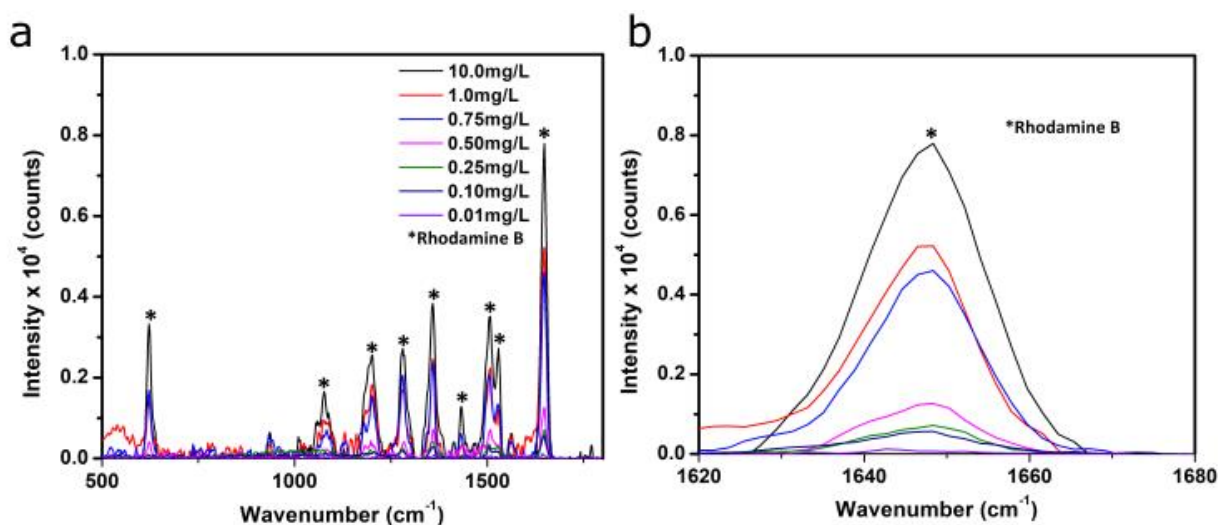 a
1.0
0.8
0.6
0.4
0.2
0.0
Intensity x 10⁴ (counts)
10.0mg/L
1.0mg/L
0.75mg/L
0.50mg/L
0.25mg/L
0.10mg/L
0.01mg/L
*Rhodamine B
* * * * * * * * *
500 1000 1500
Wavenumber (cm⁻¹)
b
1.0
0.8
0.6
0.4
0.2
0.0
Intensity x 10⁴ (counts)
*
*Rhodamine B
1620 1640 1660 1680
Wavenumber (cm⁻¹)